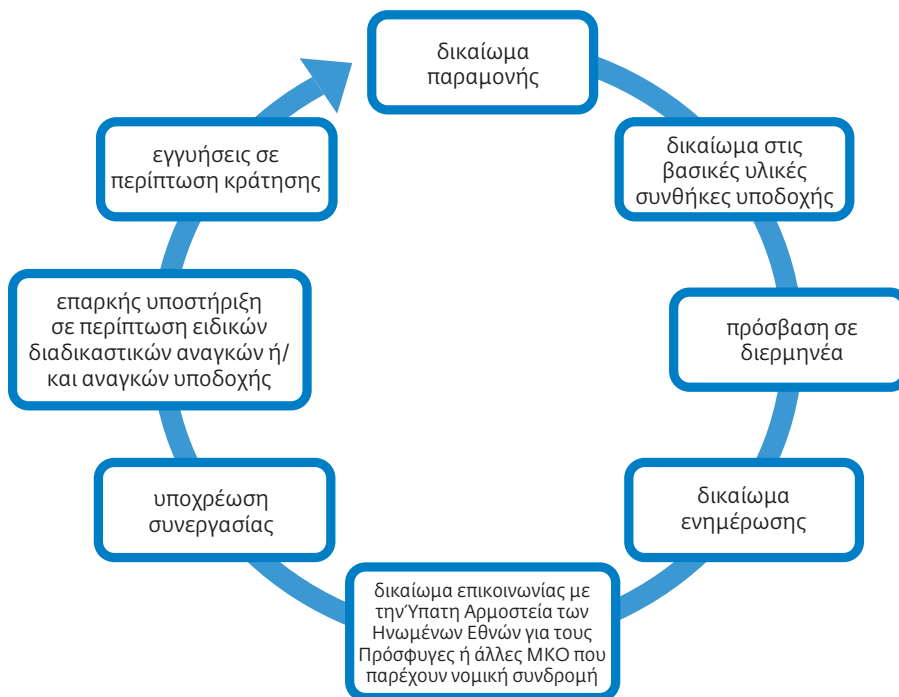 δικαίωμα
παραμονής
δικαίωμα στις
βασικές υλικές
συνθήκες υποδοχής
πρόσβαση σε
διερμηνέα
δικαίωμα
ενημέρωσης
δικαίωμα επικοινωνίας με
την Ύπατη Αρμοστεία των
Ηνωμένων Εθνών για τους
Πρόσφυγες ή άλλες ΜΚΟ που
παρέχουν νομική συνδρομή
υποχρέωση
συνεργασίας
επαρκής υποστήριξη
σε περίπτωση ειδικών
διαδικαστικών αναγκών ή/
και αναγκών υποδοχής
εγγυήσεις σε
περίπτωση κράτησης